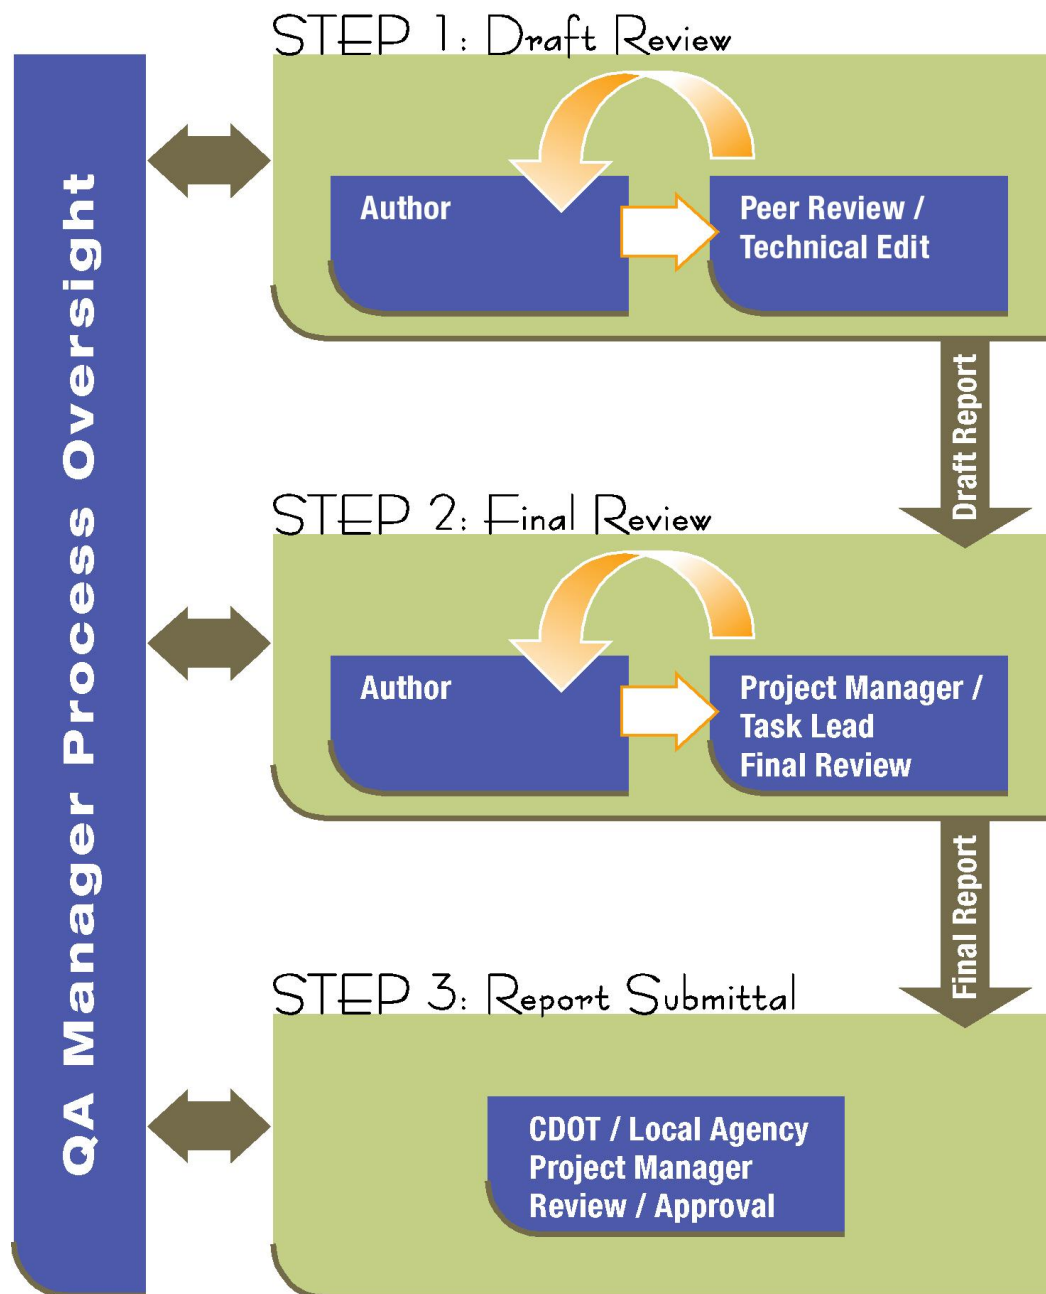 QA Manager Process Oversight
STEP 1: Draft Review
Author
Peer Review /
Technical Edit
Draft Report
STEP 2: Final Review
Author
Project Manager /
Task Lead
Final Review
Final Report
STEP 3: Report Submittal
CDOT / Local Agency
Project Manager
Review / Approval